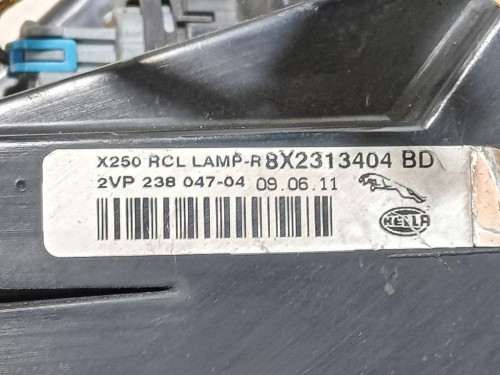 X250 RCL LAMP-R 8X2313404 BD
2VP 238 047-04 09.06.11
HELLA